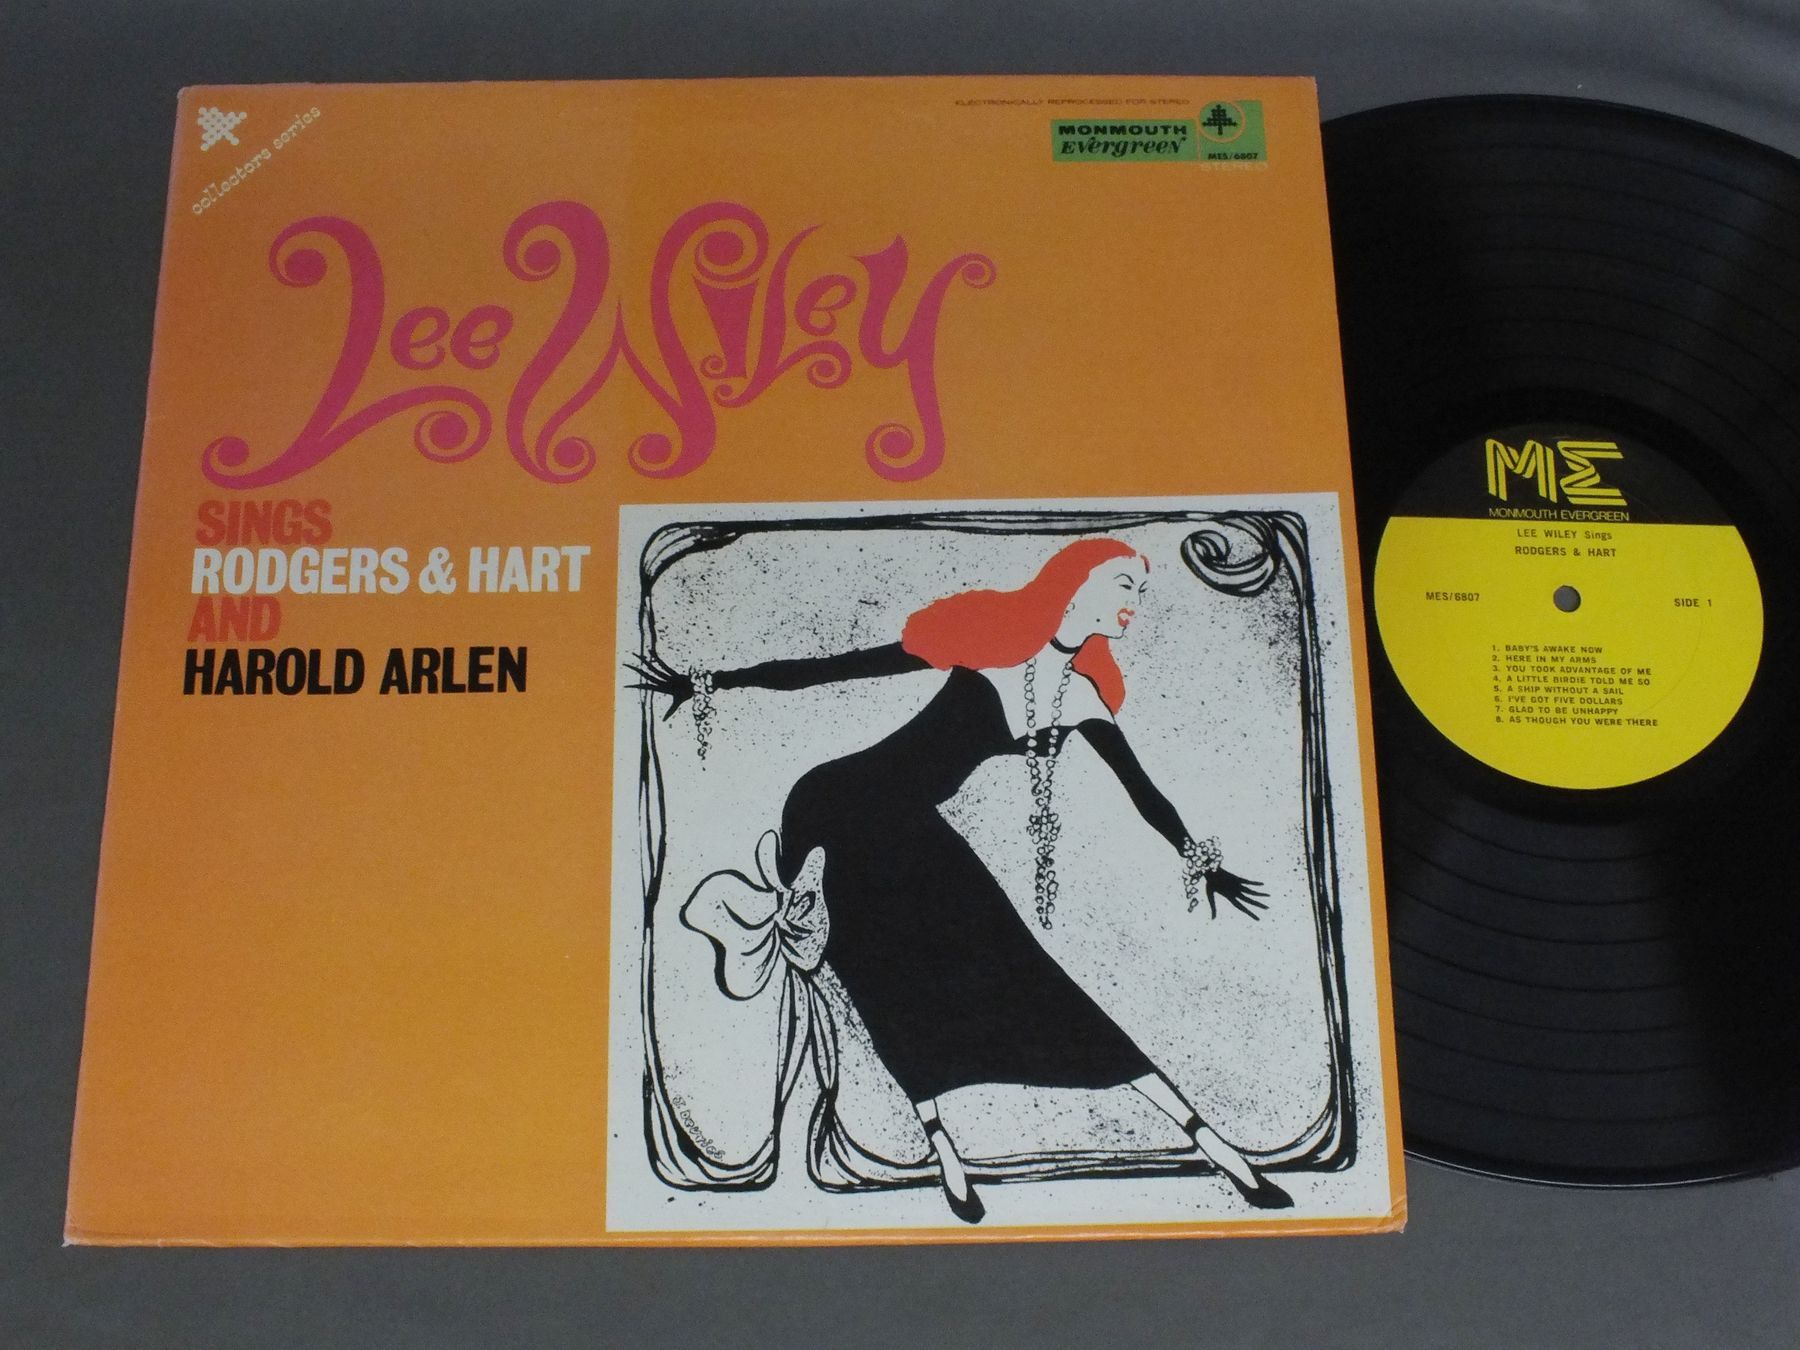 collectors series
ELECTRONICALLY REPROCESSED FOR STEREO
MONMOUTH
Evergreen
MES/6807
STEREO
Lee Wiley
SINGS
RODGERS & HART
AND
HAROLD ARLEN
ME
MONMOUTH EVERGREEN
LEE WILEY Sings
RODGERS & HART
MES/6807
SIDE 1
1. BABY'S AWAKE NOW
2. HERE IN MY ARMS
3. YOU TOOK ADVANTAGE OF ME
4. A LITTLE BIRDIE TOLD ME SO
5. A SHIP WITHOUT A SAIL
6. I'VE GOT FIVE DOLLARS
7. GLAD TO BE UNHAPPY
8. AS THOUGH YOU WERE THERE